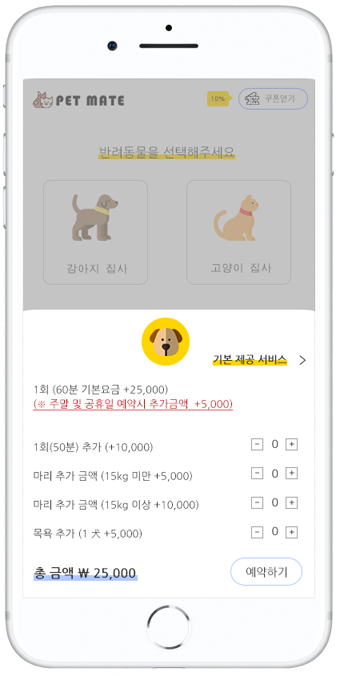 PET MATE
10%
쿠폰받기
반려동물을 선택해주세요
강아지 집사
고양이 집사
기본 제공 서비스 >
1회 (60분 기본요금 +25,000)
(※ 주말 및 공휴일 예약시 추가금액 +5,000)
1회(50분) 추가 (+10,000)
- 0 +
마리 추가 금액 (15kg 미만 +5,000)
- 0 +
마리 추가 금액 (15kg 이상 +10,000)
- 0 +
목욕 추가 (1 犬 +5,000)
- 0 +
총 금액 ₩ 25,000
예약하기